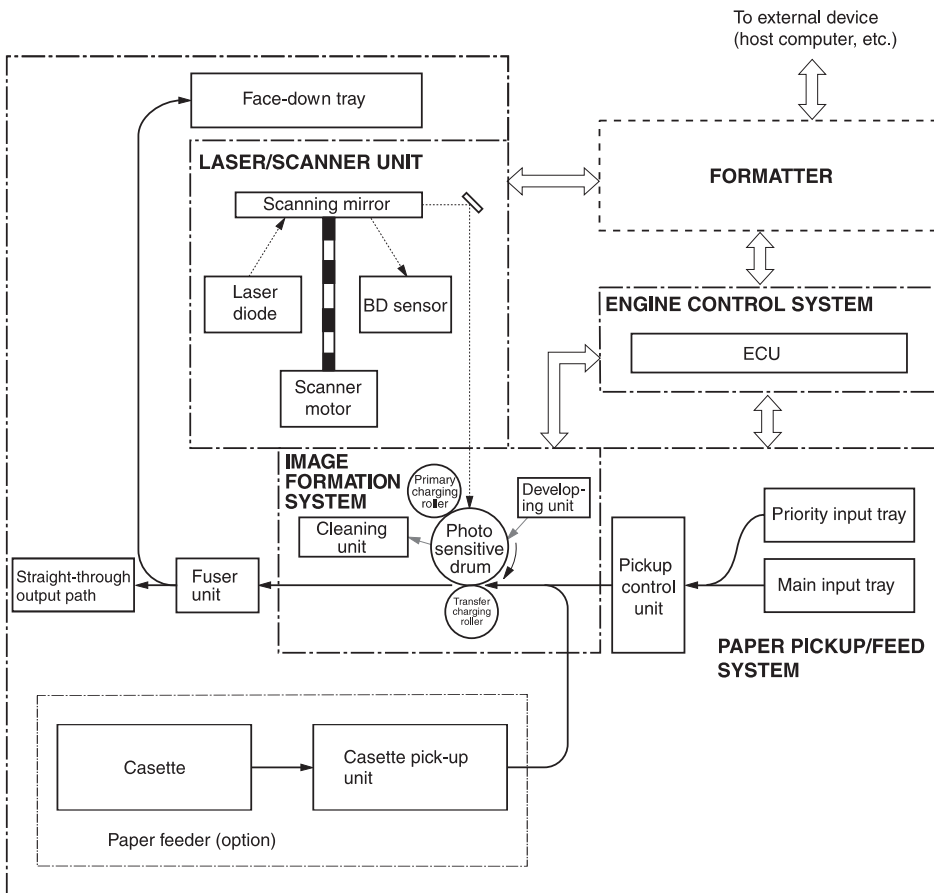 To external device
(host computer, etc.)
Face-down tray
LASER/SCANNER UNIT
FORMATTER
Scanning mirror
Laser
diode
BD sensor
ENGINE CONTROL SYSTEM
ECU
Scanner
motor
IMAGE
FORMATION
SYSTEM
Primary
charging
roller
Develop-
ing unit
Cleaning
unit
Photo
sensitive
drum
Priority input tray
Pickup
control
unit
Straight-through
output path
Fuser
unit
Main input tray
Transfer
charging
roller
PAPER PICKUP/FEED
SYSTEM
Casette
Casette pick-up
unit
Paper feeder (option)